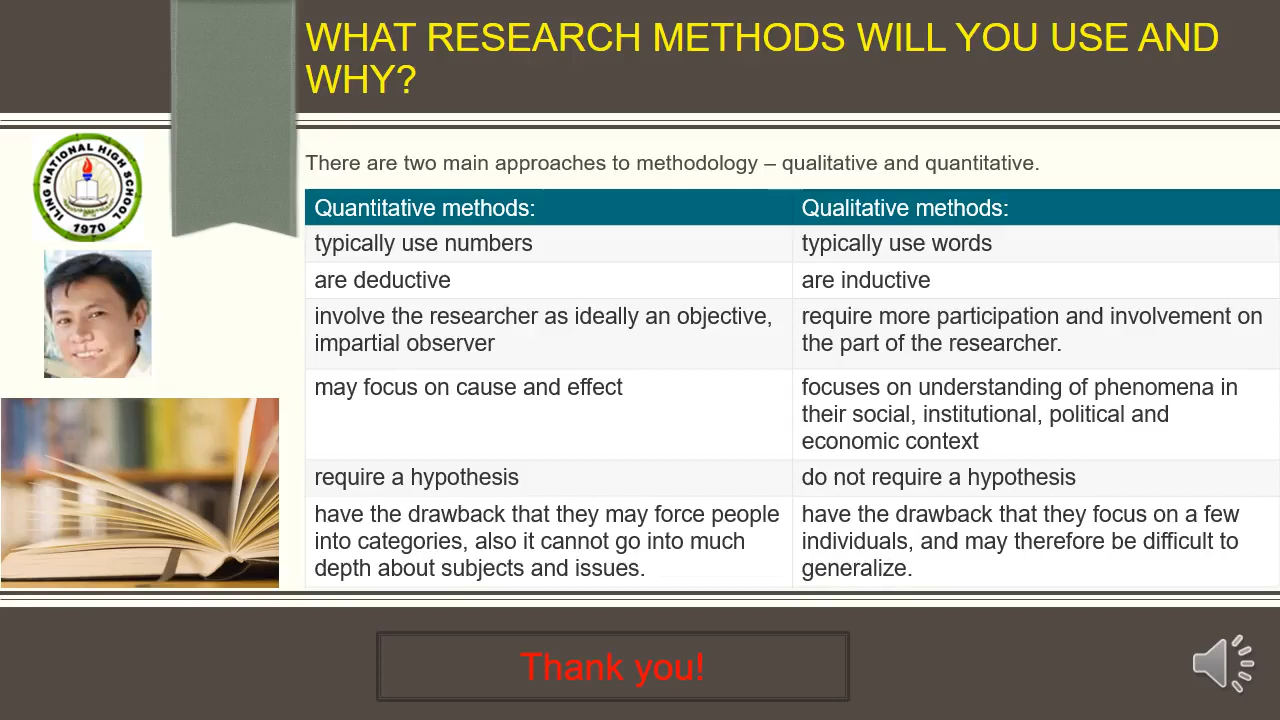 WHAT RESEARCH METHODS WILL YOU USE AND
WHY?
ILING NATIONAL HIGH SCHOOL
1970
There are two main approaches to methodology – qualitative and quantitative.
Quantitative methods:
Qualitative methods:
typically use numbers
typically use words
are deductive
are inductive
involve the researcher as ideally an objective,
impartial observer
require more participation and involvement on
the part of the researcher.
may focus on cause and effect
focuses on understanding of phenomena in
their social, institutional, political and
economic context
require a hypothesis
do not require a hypothesis
have the drawback that they may force people
into categories, also it cannot go into much
depth about subjects and issues.
have the drawback that they focus on a few
individuals, and may therefore be difficult to
generalize.
Thank you!